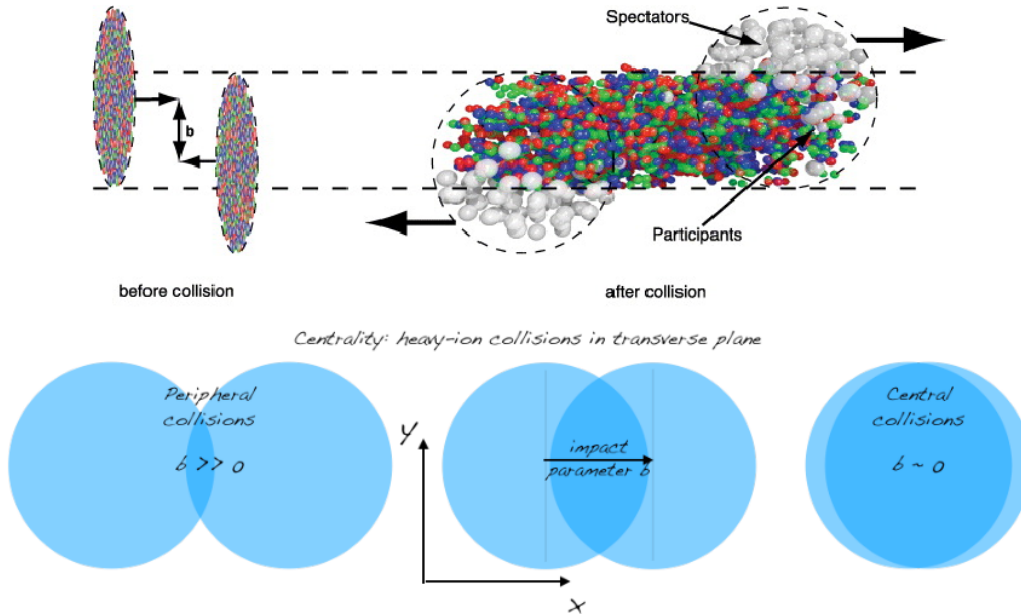 Spectators
b
Participants
before collision
after collision
Centrality: heavy-ion collisions in transverse plane
Peripheral
collisions
b >> 0
y
impact
parameter b
x
Central
collisions
b ~ 0